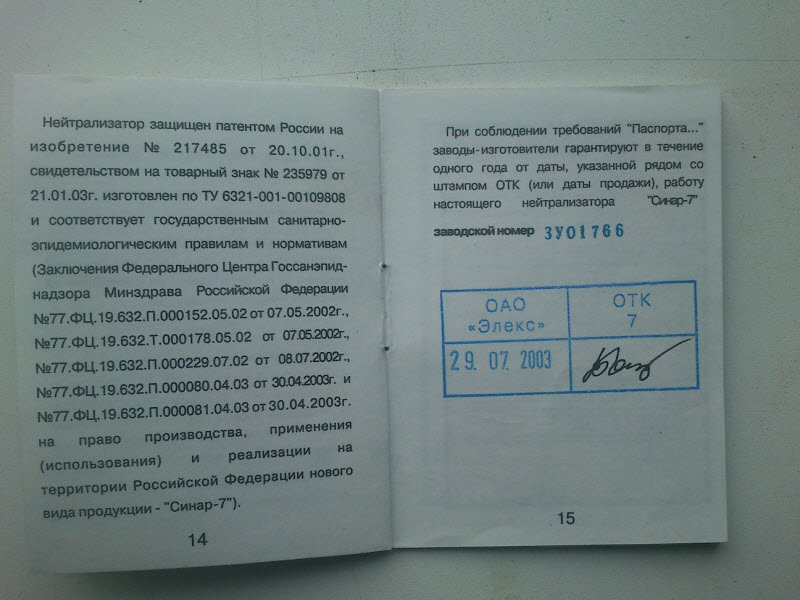 Нейтрализатор защищен патентом России на
изобретение № 217485 от 20.10.01г.,
свидетельством на товарный знак № 235979 от
21.01.03г. изготовлен по ТУ 6321-001-00109808
и соответствует государственным санитарно-
эпидемиологическим правилам и нормативам
(Заключения Федерального Центра Госсанэпид-
надзора Минздрава Российской Федерации
№77.ФЦ.19.632.П.000152.05.02 от 07.05.2002г.,
№77.ФЦ.19.632.Т.000178.05.02 от 07.05.2002г.,
№77.ФЦ.19.632.П.000229.07.02 от 08.07.2002г.,
№77.ФЦ.19.632.П.000080.04.03 от 30.04.2003г. и
№77.ФЦ.19.632.П.000081.04.03 от 30.04.2003г.
на право производства, применения
(использования) и реализации на
территории Российской Федерации нового
вида продукции - "Синар-7").
14
При соблюдении требований "Паспорта..."
заводы-изготовители гарантируют в течение
одного года от даты, указанной рядом со
штампом ОТК (или даты продажи), работу
настоящего нейтрализатора "Синар-7"
заводской номер ЗУ01766
ОАО
«Элекс»
ОТК
7
29. 07. 2003
15